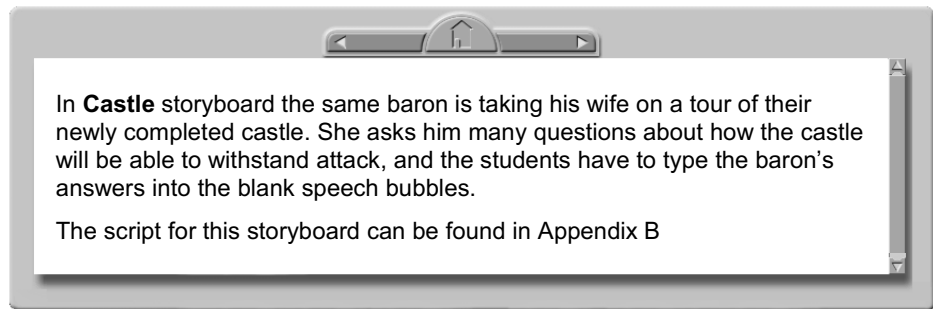 In Castle storyboard the same baron is taking his wife on a tour of their
newly completed castle. She asks him many questions about how the castle
will be able to withstand attack, and the students have to type the baron’s
answers into the blank speech bubbles.
The script for this storyboard can be found in Appendix B